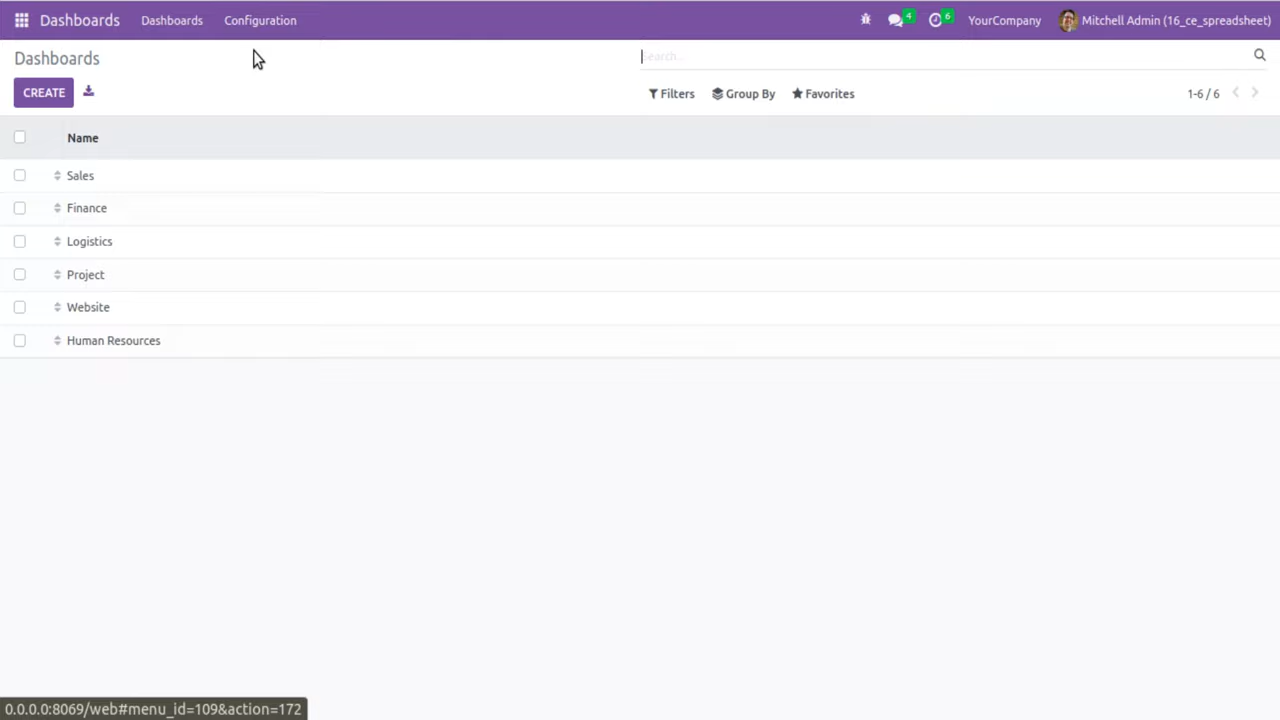 Dashboards Dashboards Configuration 4 6 YourCompany Mitchell Admin (16_ce_spreadsheet)
Dashboards Search...
CREATE Filters Group By Favorites 1-6 / 6
Name
Sales
Finance
Logistics
Project
Website
Human Resources
0.0.0.0:8069/web#menu_id=109&action=172